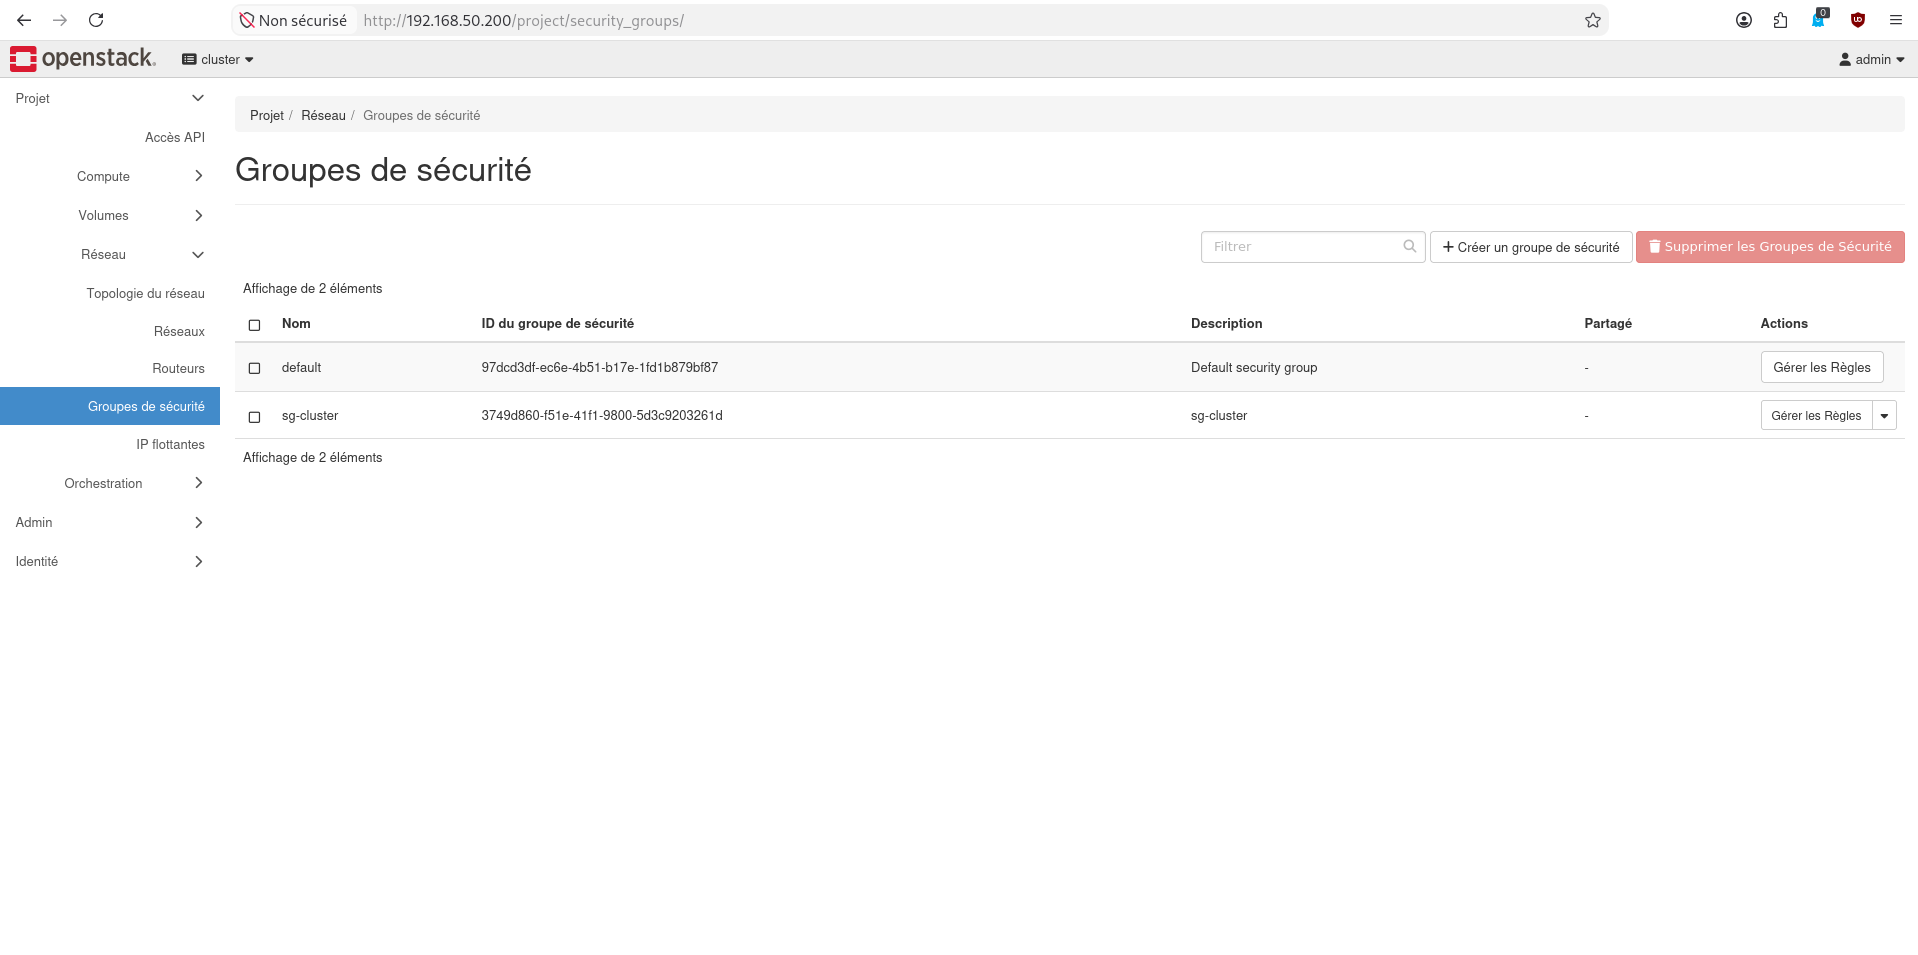 Non sécurisé http://192.168.50.200/project/security_groups/ 0
openstack. cluster admin
Projet
Accès API
Compute
Volumes
Réseau
Topologie du réseau
Réseaux
Routeurs
Groupes de sécurité
IP flottantes
Orchestration
Admin
Identité
Projet / Réseau / Groupes de sécurité
Groupes de sécurité
Filtrer Créer un groupe de sécurité Supprimer les Groupes de Sécurité
Affichage de 2 éléments
Nom ID du groupe de sécurité Description Partagé Actions
default 97dcd3df-ec6e-4b51-b17e-1fd1b879bf87 Default security group - Gérer les Règles
sg-cluster 3749d860-f51e-41f1-9800-5d3c9203261d sg-cluster - Gérer les Règles
Affichage de 2 éléments